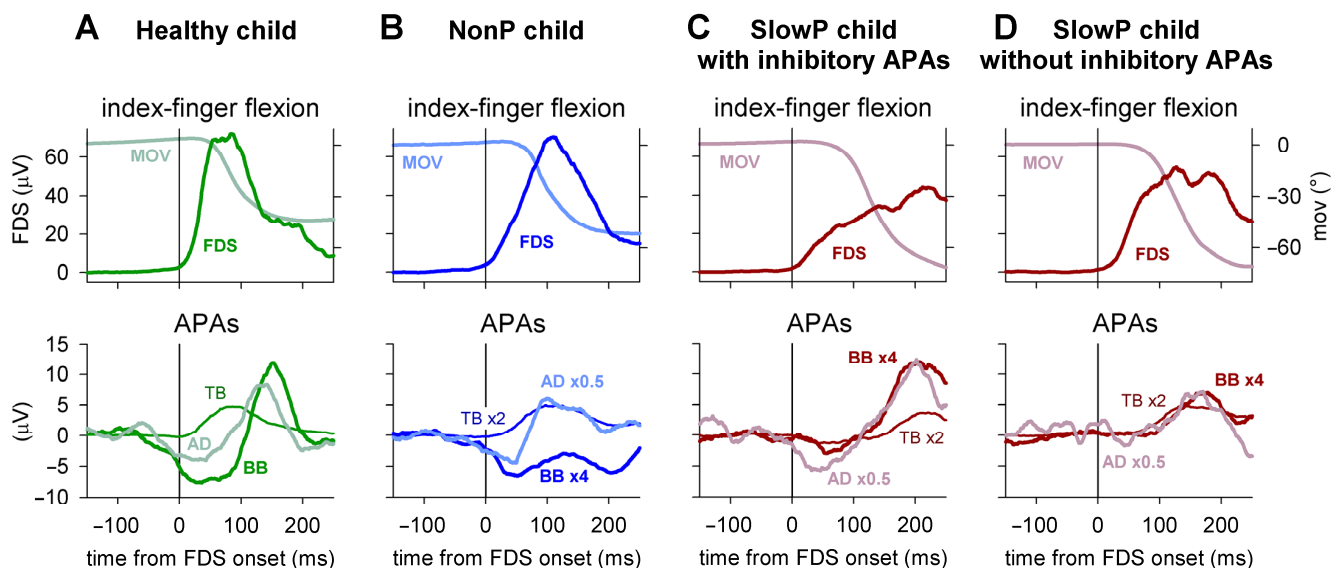 A Healthy child
B NonP child
C SlowP child
with inhibitory APAs
D SlowP child
without inhibitory APAs
index-finger flexion
index-finger flexion
index-finger flexion
index-finger flexion
FDS (µV)
60
40
20
0
MOV
FDS
MOV
FDS
MOV
FDS
MOV
FDS
0
−30
−60
mov (°)
APAs
APAs
APAs
APAs
(µV)
15
10
5
0
−5
−10
TB
AD
BB
AD x0.5
TB x2
BB x4
BB x4
TB x2
AD x0.5
BB x4
TB x2
AD x0.5
−100 0 100 200
−100 0 100 200
−100 0 100 200
−100 0 100 200
time from FDS onset (ms)
time from FDS onset (ms)
time from FDS onset (ms)
time from FDS onset (ms)